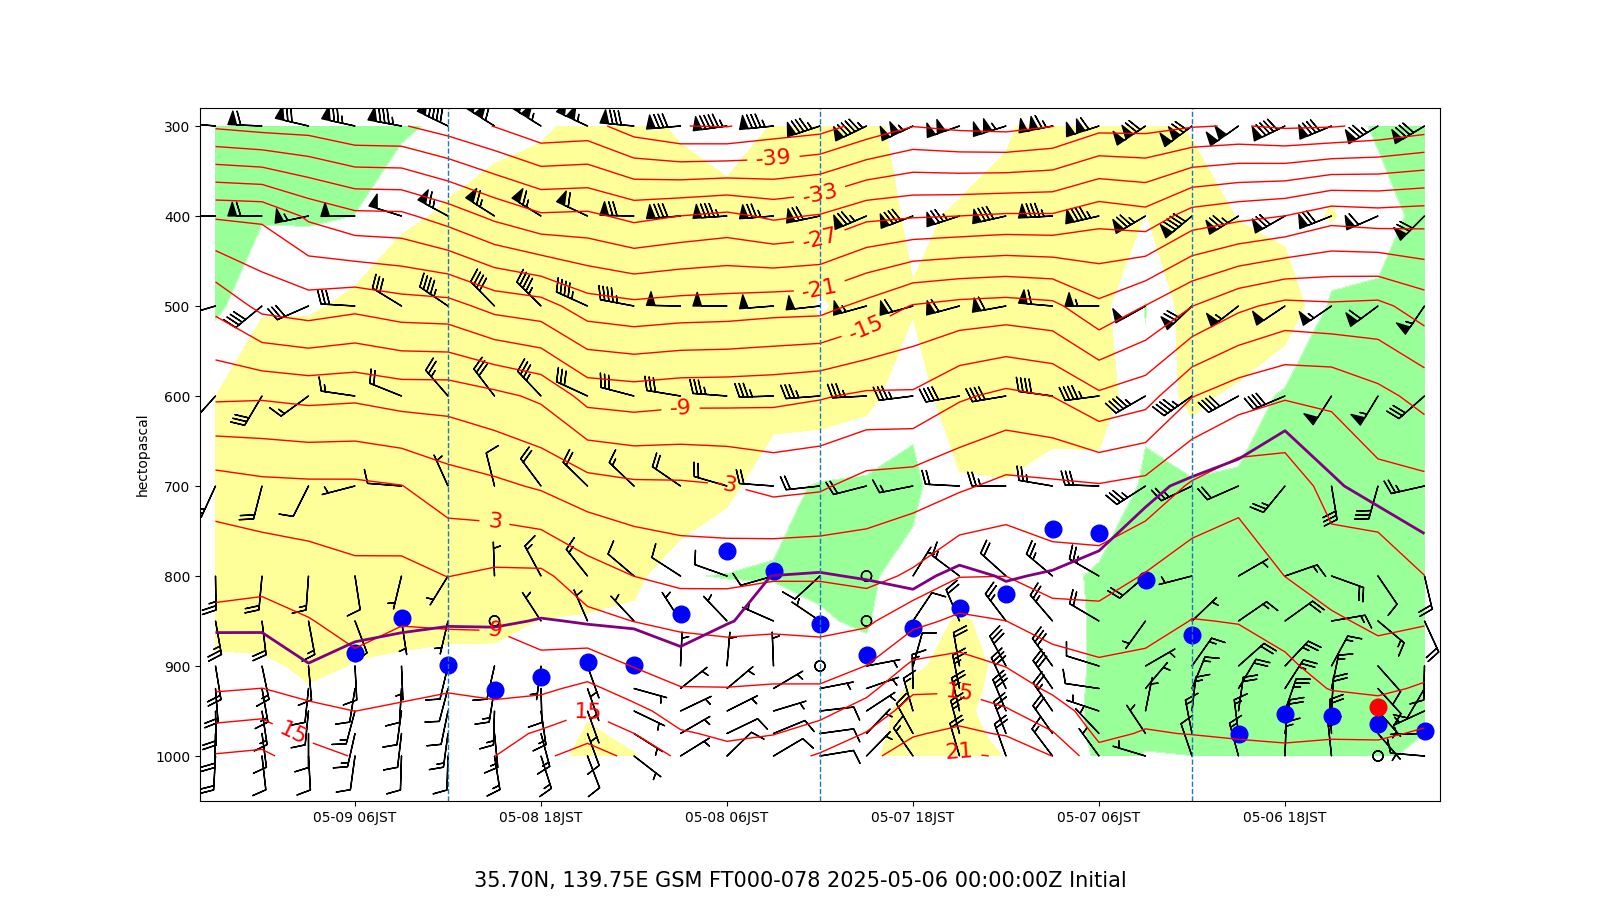 300
400
500
600
700
800
900
1000
hectopascal
-39
-33
-27
-21
-15
-9
3
3
9
15
15
15
21
05-09 06JST
05-08 18JST
05-08 06JST
05-07 18JST
05-07 06JST
05-06 18JST
35.70N, 139.75E GSM FT000-078 2025-05-06 00:00:00Z Initial